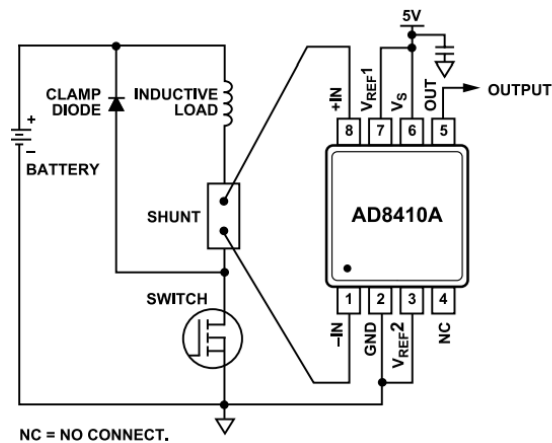 5V
CLAMP
DIODE
INDUCTIVE
LOAD
+
−
BATTERY
SHUNT
SWITCH
+IN
VREF1
VS
OUT
OUTPUT
8
7
6
5
AD8410A
1
2
3
4
−IN
GND
VREF2
NC
NC = NO CONNECT.